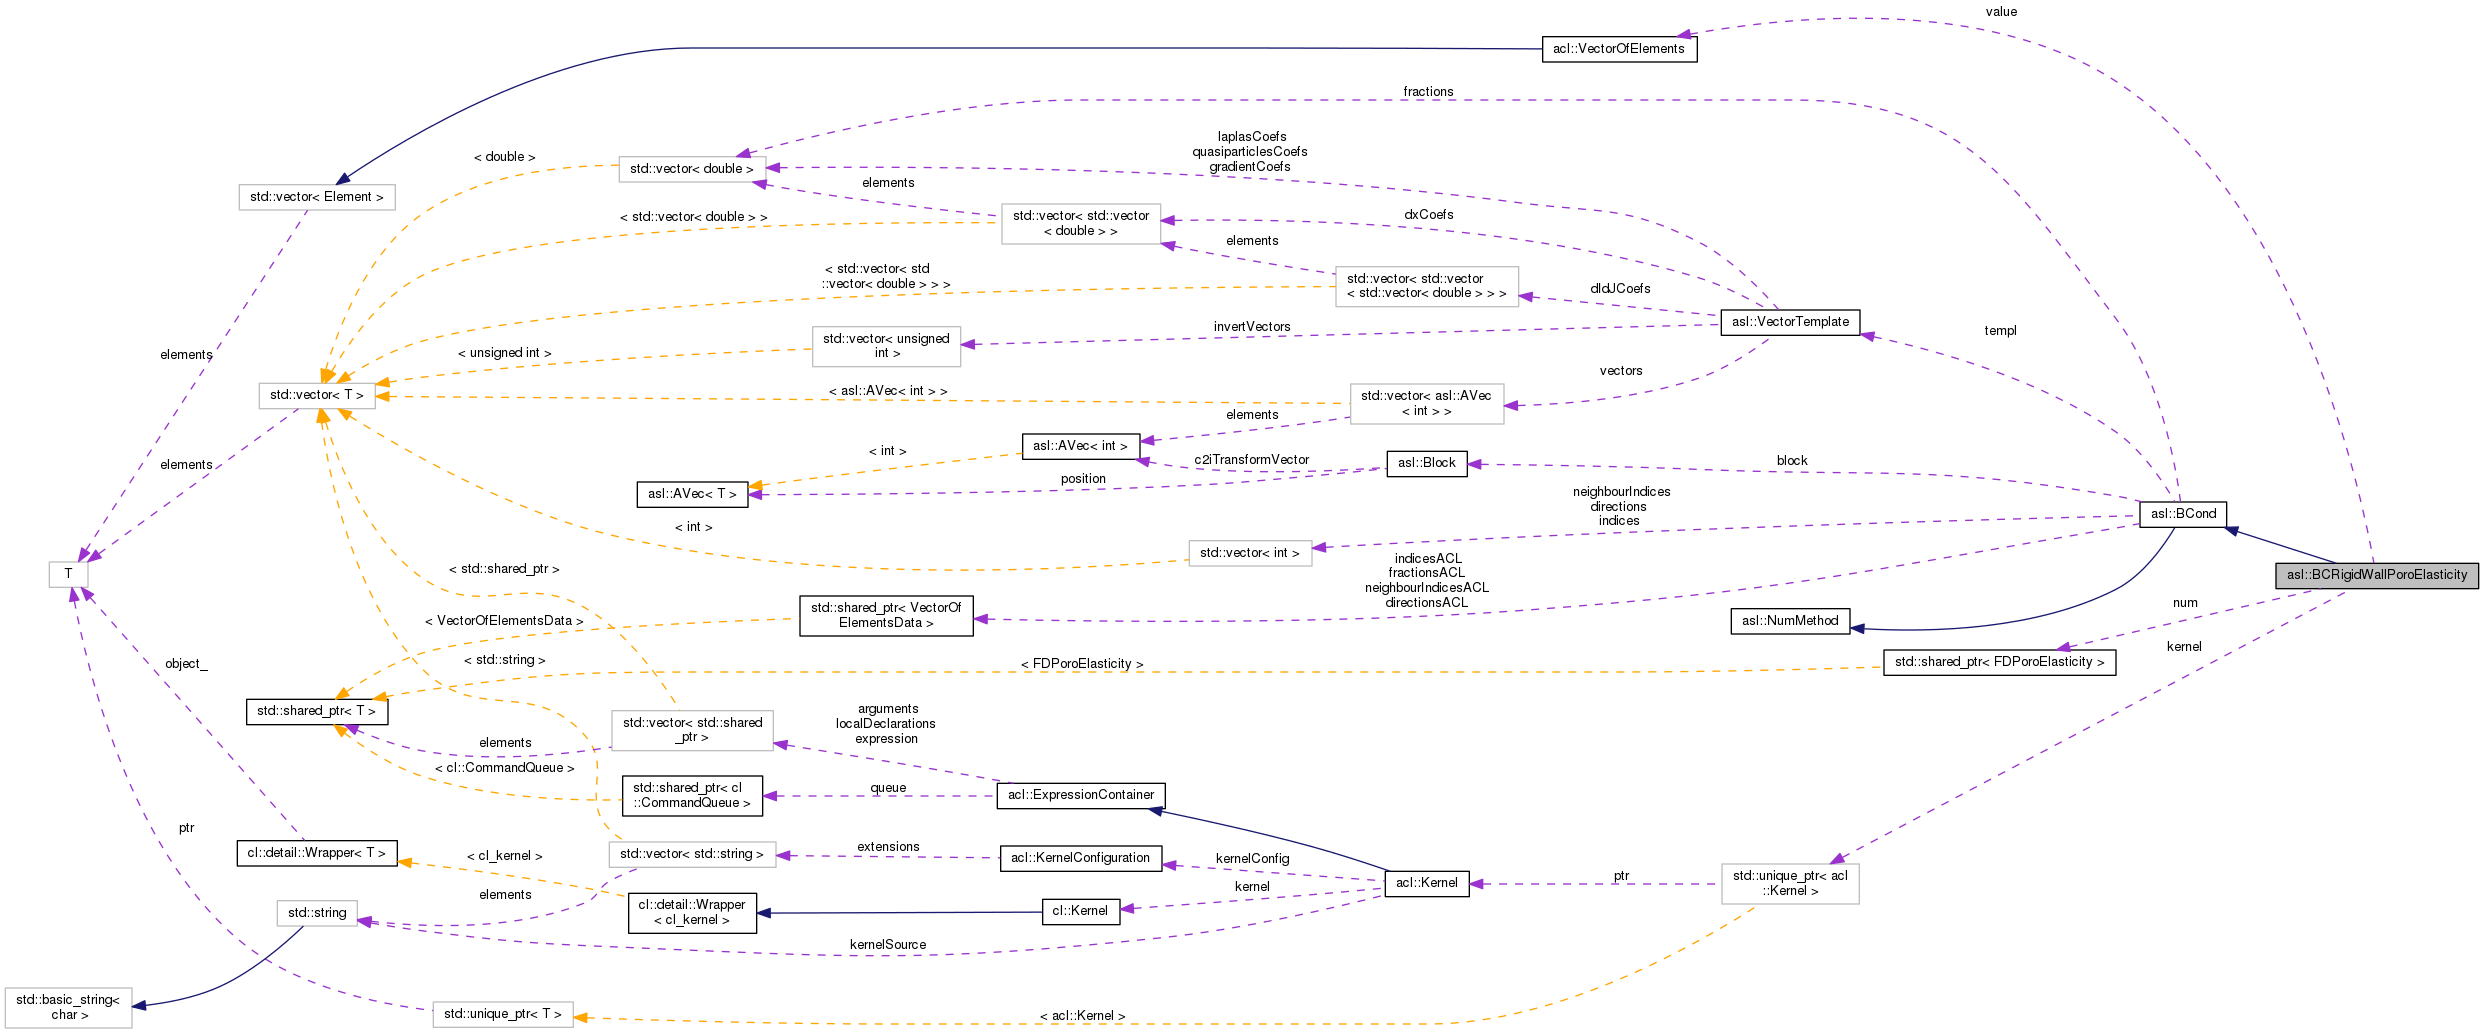 value
acl::VectorOfElements
fractions
laplasCoefs
quasiparticlesCoefs
gradientCoefs
< double >
std::vector< double >
elements
std::vector< Element >
< std::vector< double > >
std::vector< std::vector
< double > >
dxCoefs
elements
< std::vector< std
::vector< double > > >
std::vector< std::vector
< std::vector< double > > >
dIdJCoefs
asl::VectorTemplate
templ
invertVectors
std::vector< unsigned
int >
< unsigned int >
elements
vectors
std::vector< T >
< asl::AVec< int > >
std::vector< asl::AVec
< int > >
elements
asl::AVec< int >
< int >
c2iTransformVector
asl::Block
block
elements
position
asl::AVec< T >
neighbourIndices
directions
indices
asl::BCond
< int >
std::vector< int >
T
< std::shared_ptr >
indicesACL
fractionsACL
neighbourIndicesACL
directionsACL
asl::BCRigidWallPoroElasticity
num
std::shared_ptr< VectorOf
ElementsData >
< VectorOfElementsData >
asl::NumMethod
kernel
object_
< std::string >
< FDPoroElasticity >
std::shared_ptr< FDPoroElasticity >
std::shared_ptr< T >
std::vector< std::shared
_ptr >
arguments
localDeclarations
expression
elements
< cl::CommandQueue >
std::shared_ptr< cl
::CommandQueue >
queue
acl::ExpressionContainer
ptr
cl::detail::Wrapper< T >
< cl_kernel >
std::vector< std::string >
extensions
acl::KernelConfiguration
kernelConfig
kernel
acl::Kernel
ptr
std::unique_ptr< acl
::Kernel >
elements
std::string
cl::detail::Wrapper
< cl_kernel >
cl::Kernel
kernelSource
std::basic_string<
char >
std::unique_ptr< T >
< acl::Kernel >